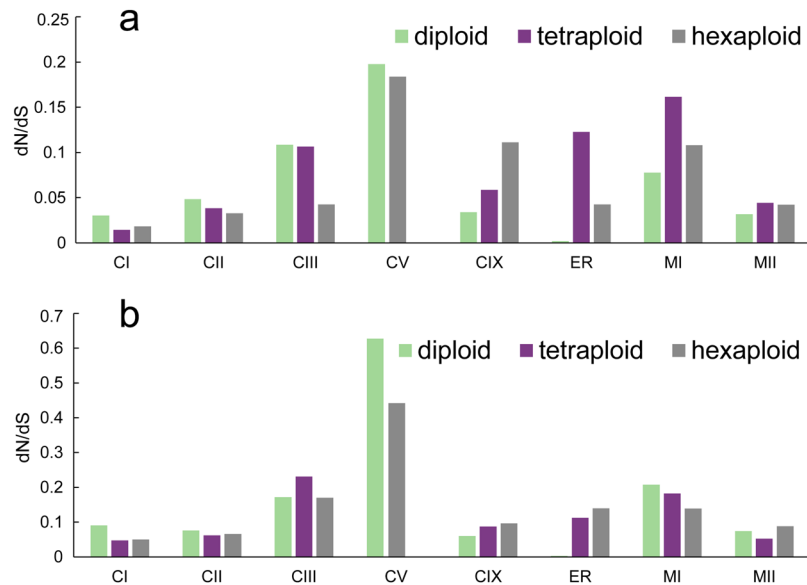 a
diploid tetraploid hexaploid
dN/dS
0.25
0.2
0.15
0.1
0.05
0
CI CII CIII CV CIX ER MI MII
b
diploid tetraploid hexaploid
dN/dS
0.7
0.6
0.5
0.4
0.3
0.2
0.1
0
CI CII CIII CV CIX ER MI MII